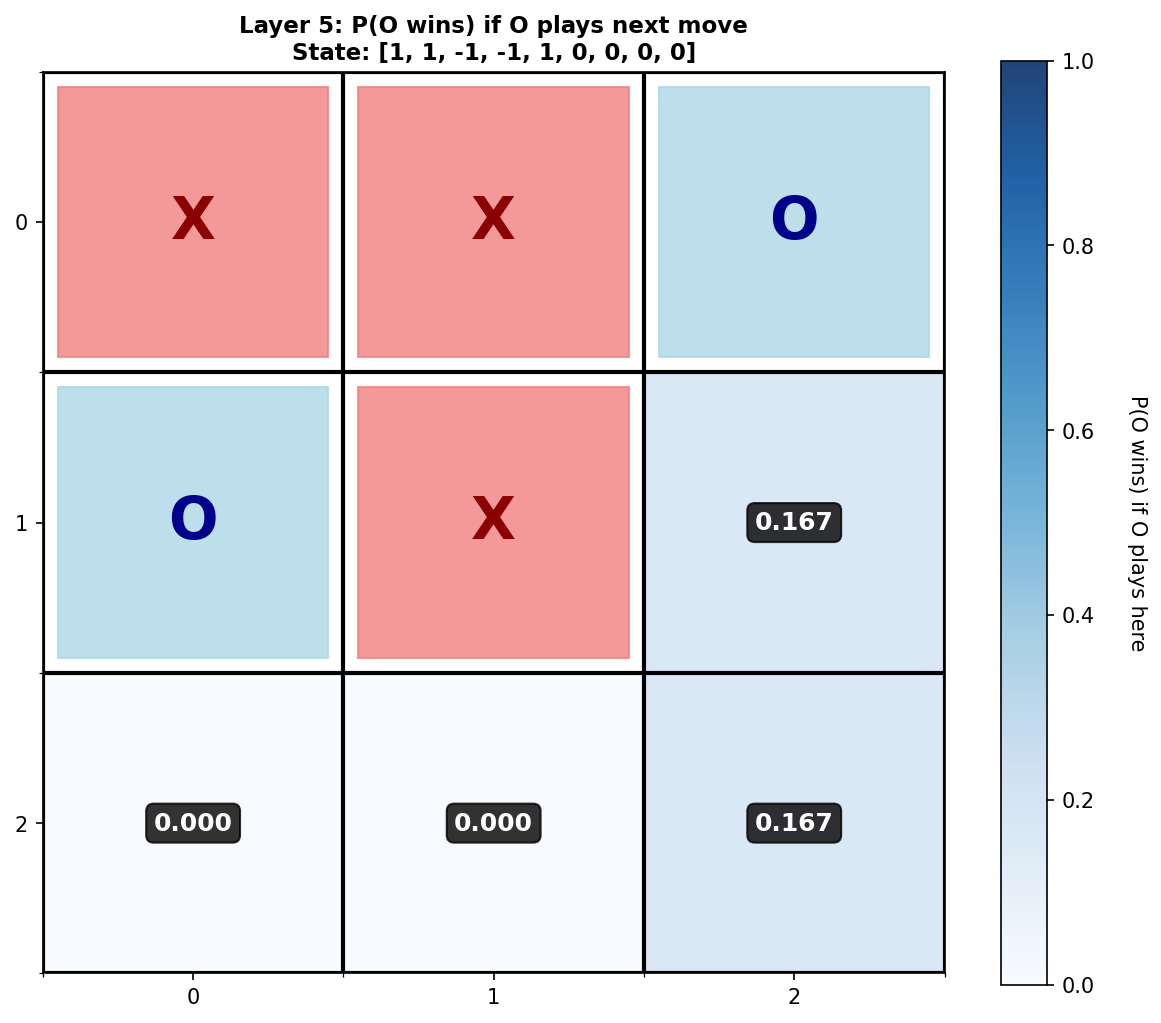 Layer 5: P(O wins) if O plays next move
State: [1, 1, -1, -1, 1, 0, 0, 0, 0]
0
X
X
O
1
O
X
0.167
2
0.000
0.000
0.167
0
1
2
1.0
0.8
0.6
0.4
0.2
0.0
P(O wins) if O plays here